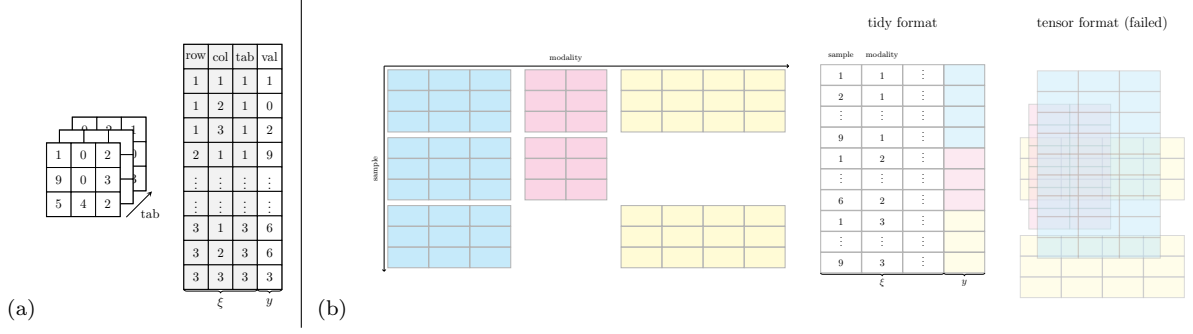 row col tab val
1 1 1 1
1 2 1 0
1 3 1 2
2 1 1 9
⋮ ⋮ ⋮ ⋮
⋮ ⋮ ⋮ ⋮
3 1 3 6
3 2 3 6
3 3 3 3
ξ y
1 0 2
9 0 3
5 4 2
tab
(a)
modality
sample
tidy format
sample modality
1 1 ⋮
2 1 ⋮
⋮ ⋮ ⋮
9 1 ⋮
1 2 ⋮
⋮ ⋮ ⋮
6 2 ⋮
1 3 ⋮
⋮ ⋮ ⋮
9 3 ⋮
ξ y
tensor format (failed)
(b)